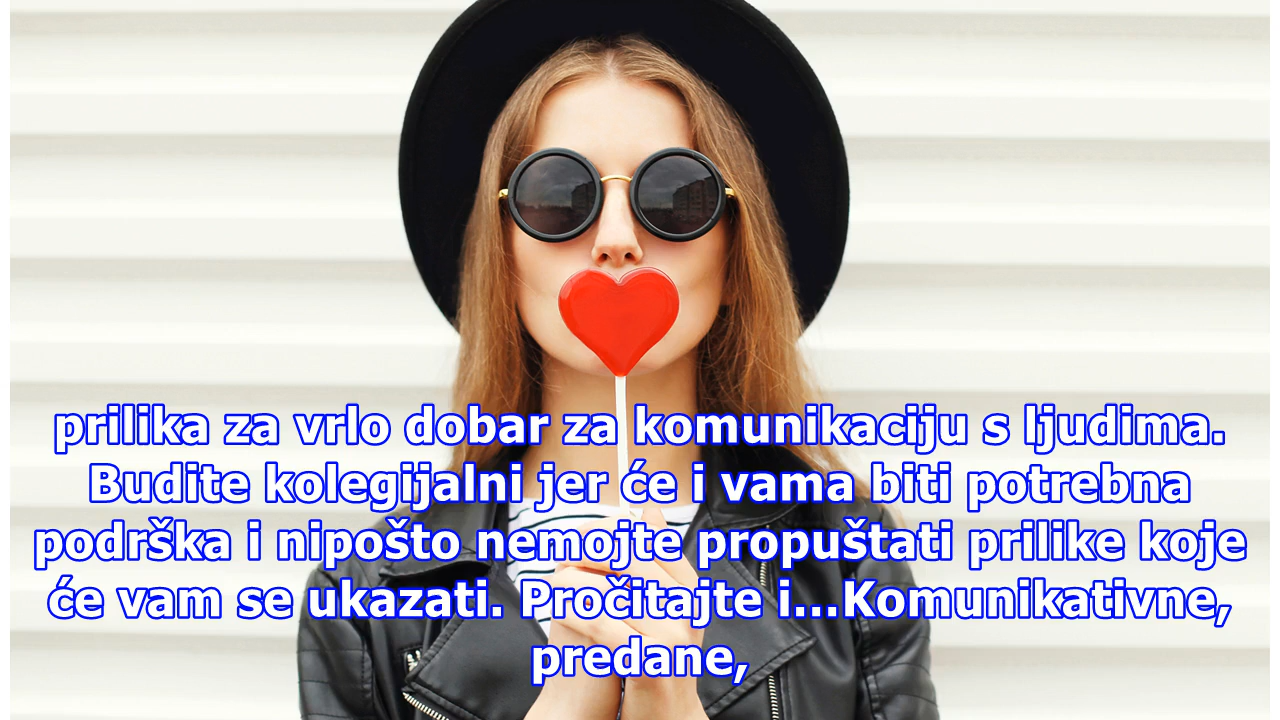 prilika za vrlo dobar za komunikaciju s ljudima.
Budite kolegijalni jer će i vama biti potrebna
podrška i nipošto nemojte propuštati prilike koje
će vam se ukazati. Pročitajte i...Komunikativne,
predane,